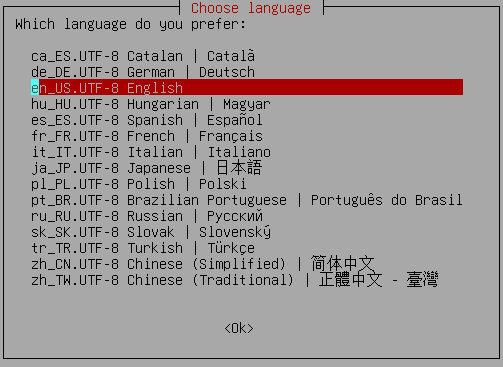 Choose language
Which language do you prefer:
ca_ES.UTF-8 Catalan | Català
de_DE.UTF-8 German | Deutsch
en_US.UTF-8 English
hu_HU.UTF-8 Hungarian | Magyar
es_ES.UTF-8 Spanish | Español
fr_FR.UTF-8 French | Français
it_IT.UTF-8 Italian | Italiano
ja_JP.UTF-8 Japanese | 日本語
pl_PL.UTF-8 Polish | Polski
pt_BR.UTF-8 Brazilian Portuguese | Português do Brasil
ru_RU.UTF-8 Russian | Русский
sk_SK.UTF-8 Slovak | Slovenský
tr_TR.UTF-8 Turkish | Türkçe
zh_CN.UTF-8 Chinese (Simplified) | 简体中文
zh_TW.UTF-8 Chinese (Traditional) | 正體中文 - 臺灣
<Ok>